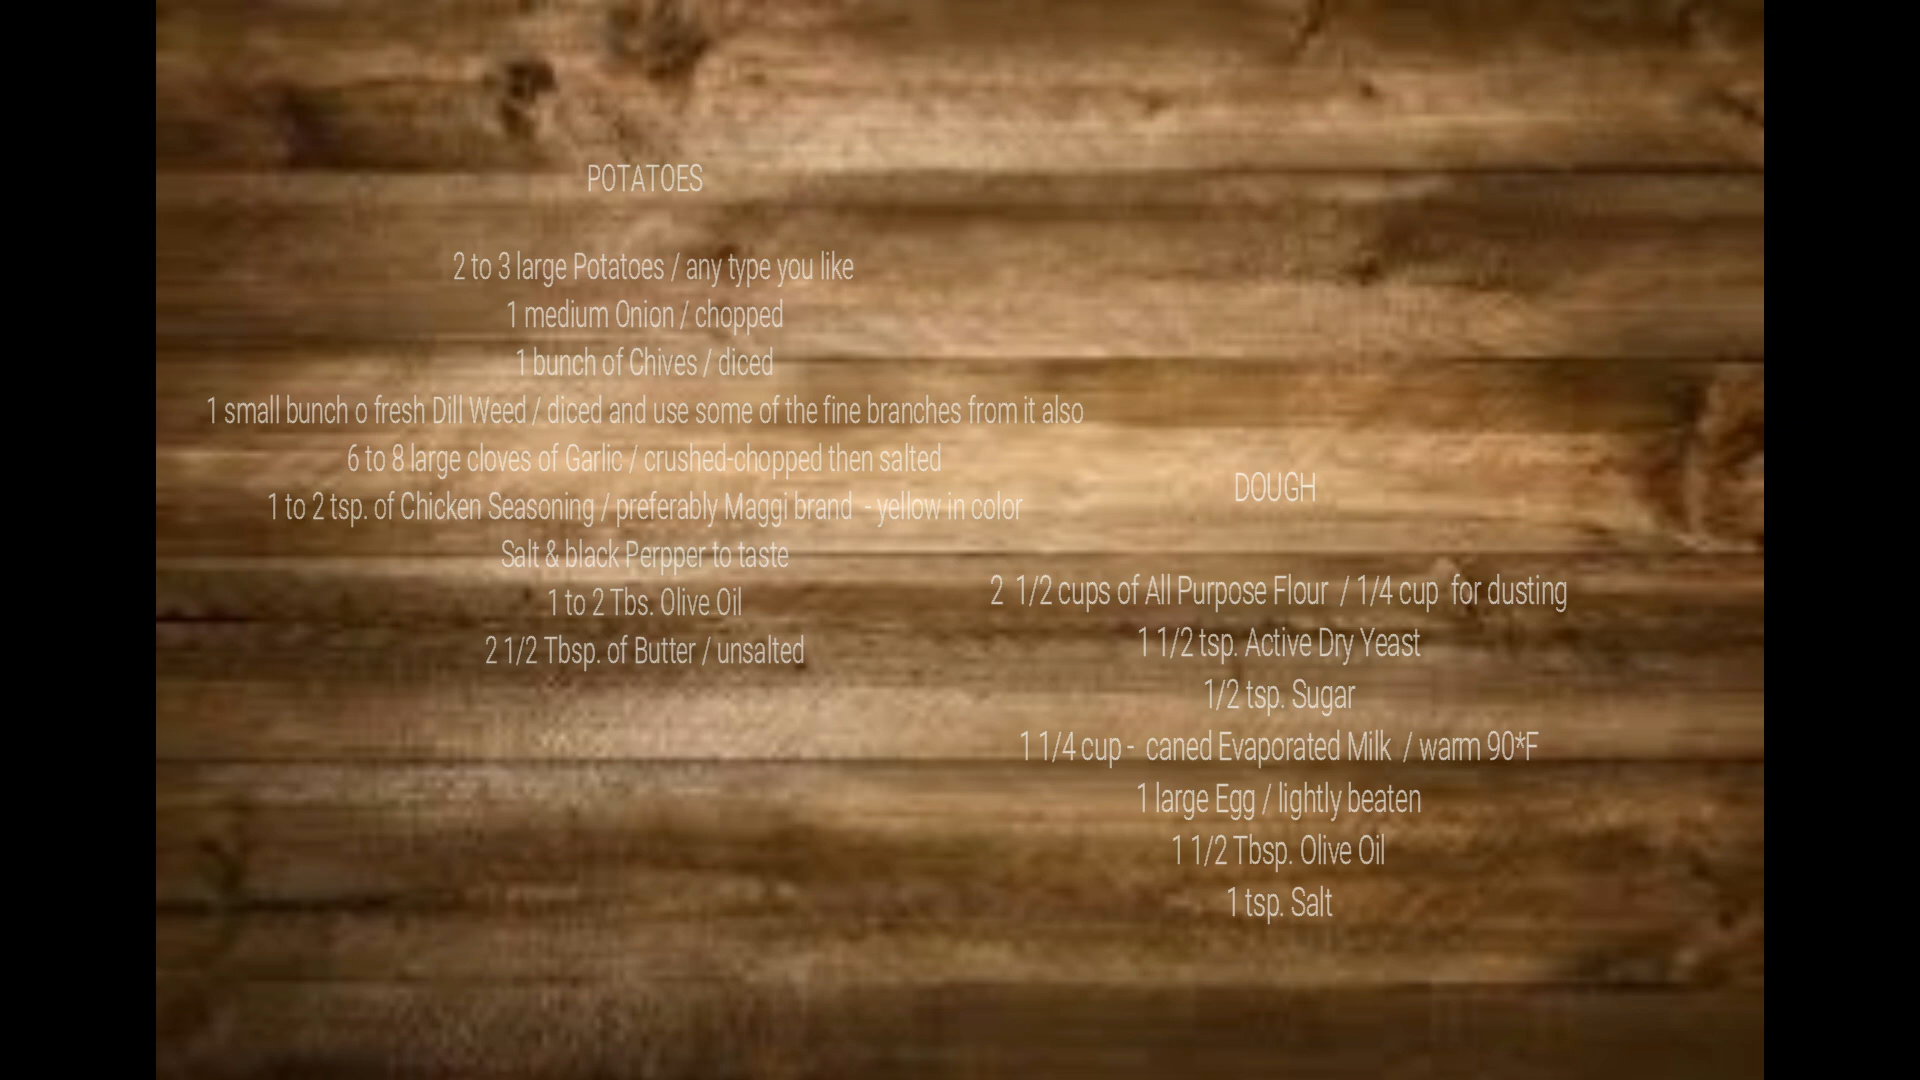 POTATOES
2 to 3 large Potatoes / any type you like
1 medium Onion / chopped
1 bunch of Chives / diced
1 small bunch o fresh Dill Weed / diced and use some of the fine branches from it also
6 to 8 large cloves of Garlic / crushed-chopped then salted
1 to 2 tsp. of Chicken Seasoning / preferably Maggi brand - yellow in color
Salt & black Perpper to taste
1 to 2 Tbs. Olive Oil
2 1/2 Tbsp. of Butter / unsalted
DOUGH
2 1/2 cups of All Purpose Flour / 1/4 cup for dusting
1 1/2 tsp. Active Dry Yeast
1/2 tsp. Sugar
1 1/4 cup - caned Evaporated Milk / warm 90*F
1 large Egg / lightly beaten
1 1/2 Tbsp. Olive Oil
1 tsp. Salt